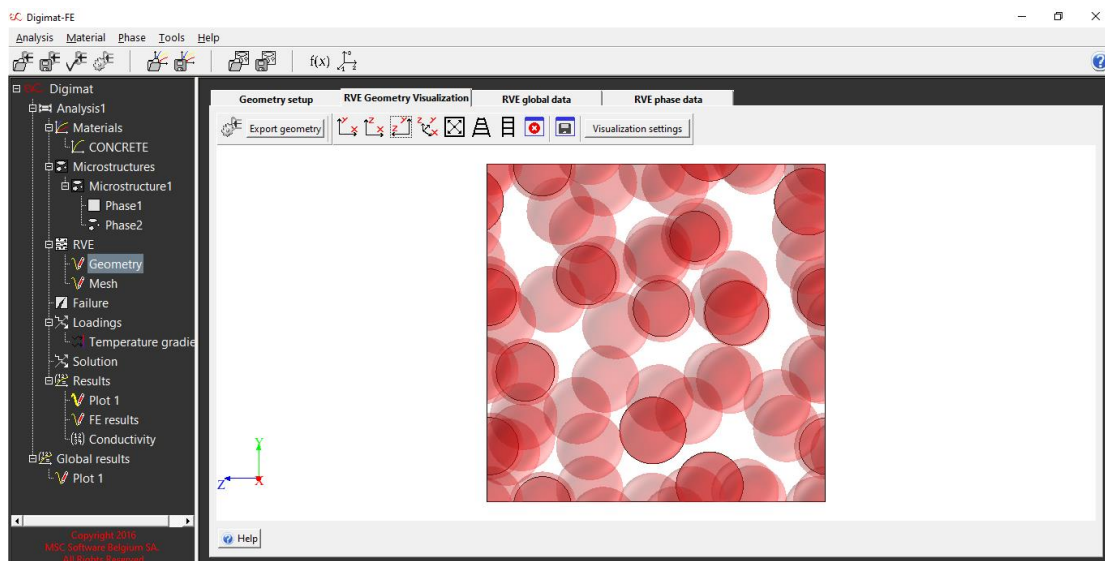 Digimat-FE
Analysis Material Phase Tools Help
f(x)
Digimat
Analysis1
Materials
CONCRETE
Microstructures
Microstructure1
Phase1
Phase2
RVE
Geometry
Mesh
Failure
Loadings
Temperature gradie
Solution
Results
Plot 1
FE results
Conductivity
Global results
Plot 1
Copyright 2016
MSC Software Belgium SA.
All Rights Reserved
Geometry setup RVE Geometry Visualization RVE global data RVE phase data
Export geometry Visualization settings
Y
Z X
Help